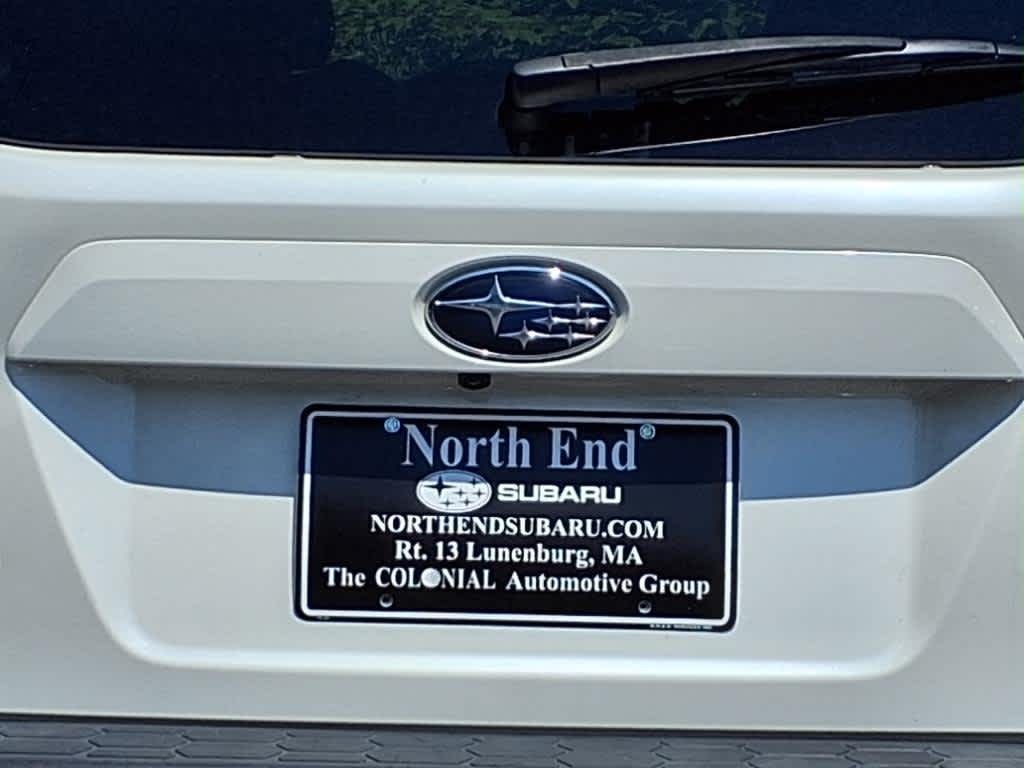 North End
SUBARU
NORTHENDSUBARU.COM
Rt. 13 Lunenburg, MA
The COLONIAL Automotive Group